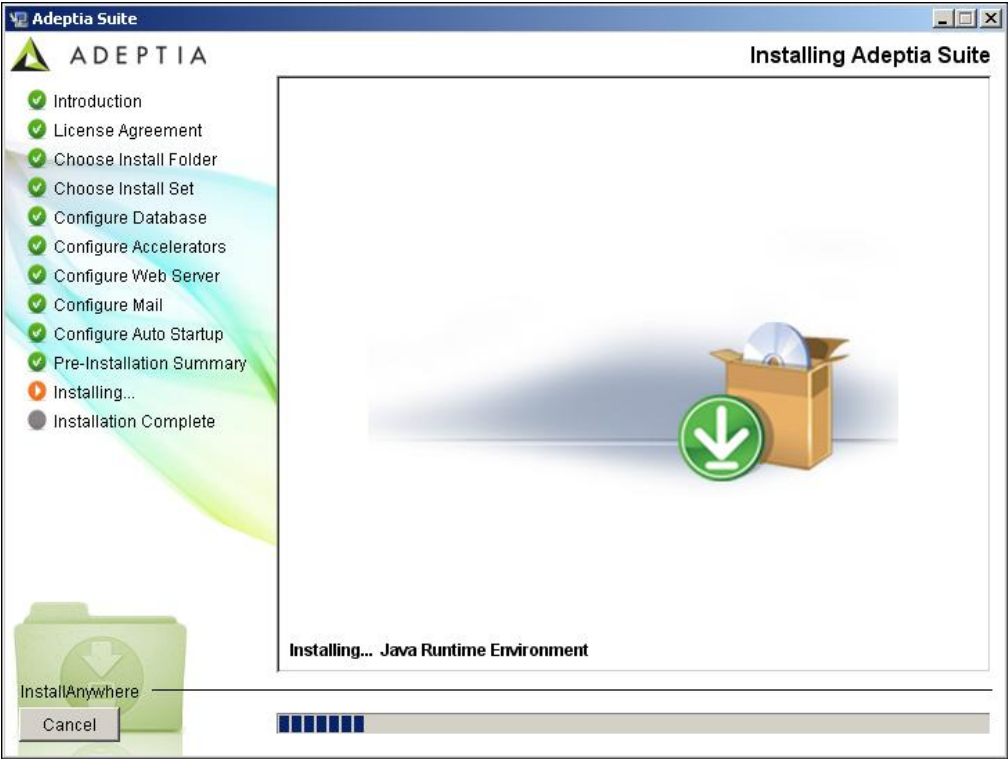 Adeptia Suite
ADEPTIA
Installing Adeptia Suite
Introduction
License Agreement
Choose Install Folder
Choose Install Set
Configure Database
Configure Accelerators
Configure Web Server
Configure Mail
Configure Auto Startup
Pre-Installation Summary
Installing...
Installation Complete
Installing... Java Runtime Environment
InstallAnywhere
Cancel